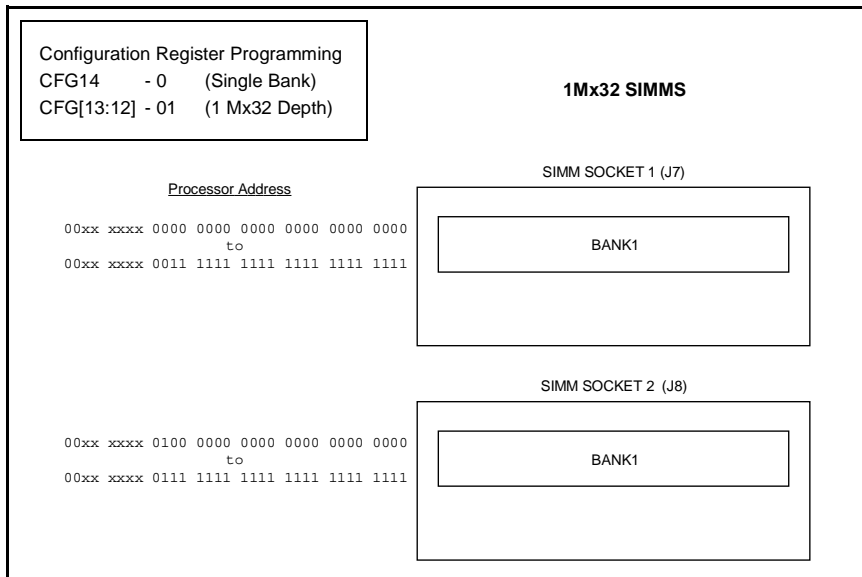 Configuration Register Programming
CFG14 - 0 (Single Bank)
CFG[13:12] - 01 (1 Mx32 Depth)
1Mx32 SIMMS
SIMM SOCKET 1 (J7)
Processor Address
00xx xxxx 0000 0000 0000 0000 0000 0000
to
00xx xxxx 0011 1111 1111 1111 1111 1111
BANK1
SIMM SOCKET 2 (J8)
00xx xxxx 0100 0000 0000 0000 0000 0000
to
00xx xxxx 0111 1111 1111 1111 1111 1111
BANK1